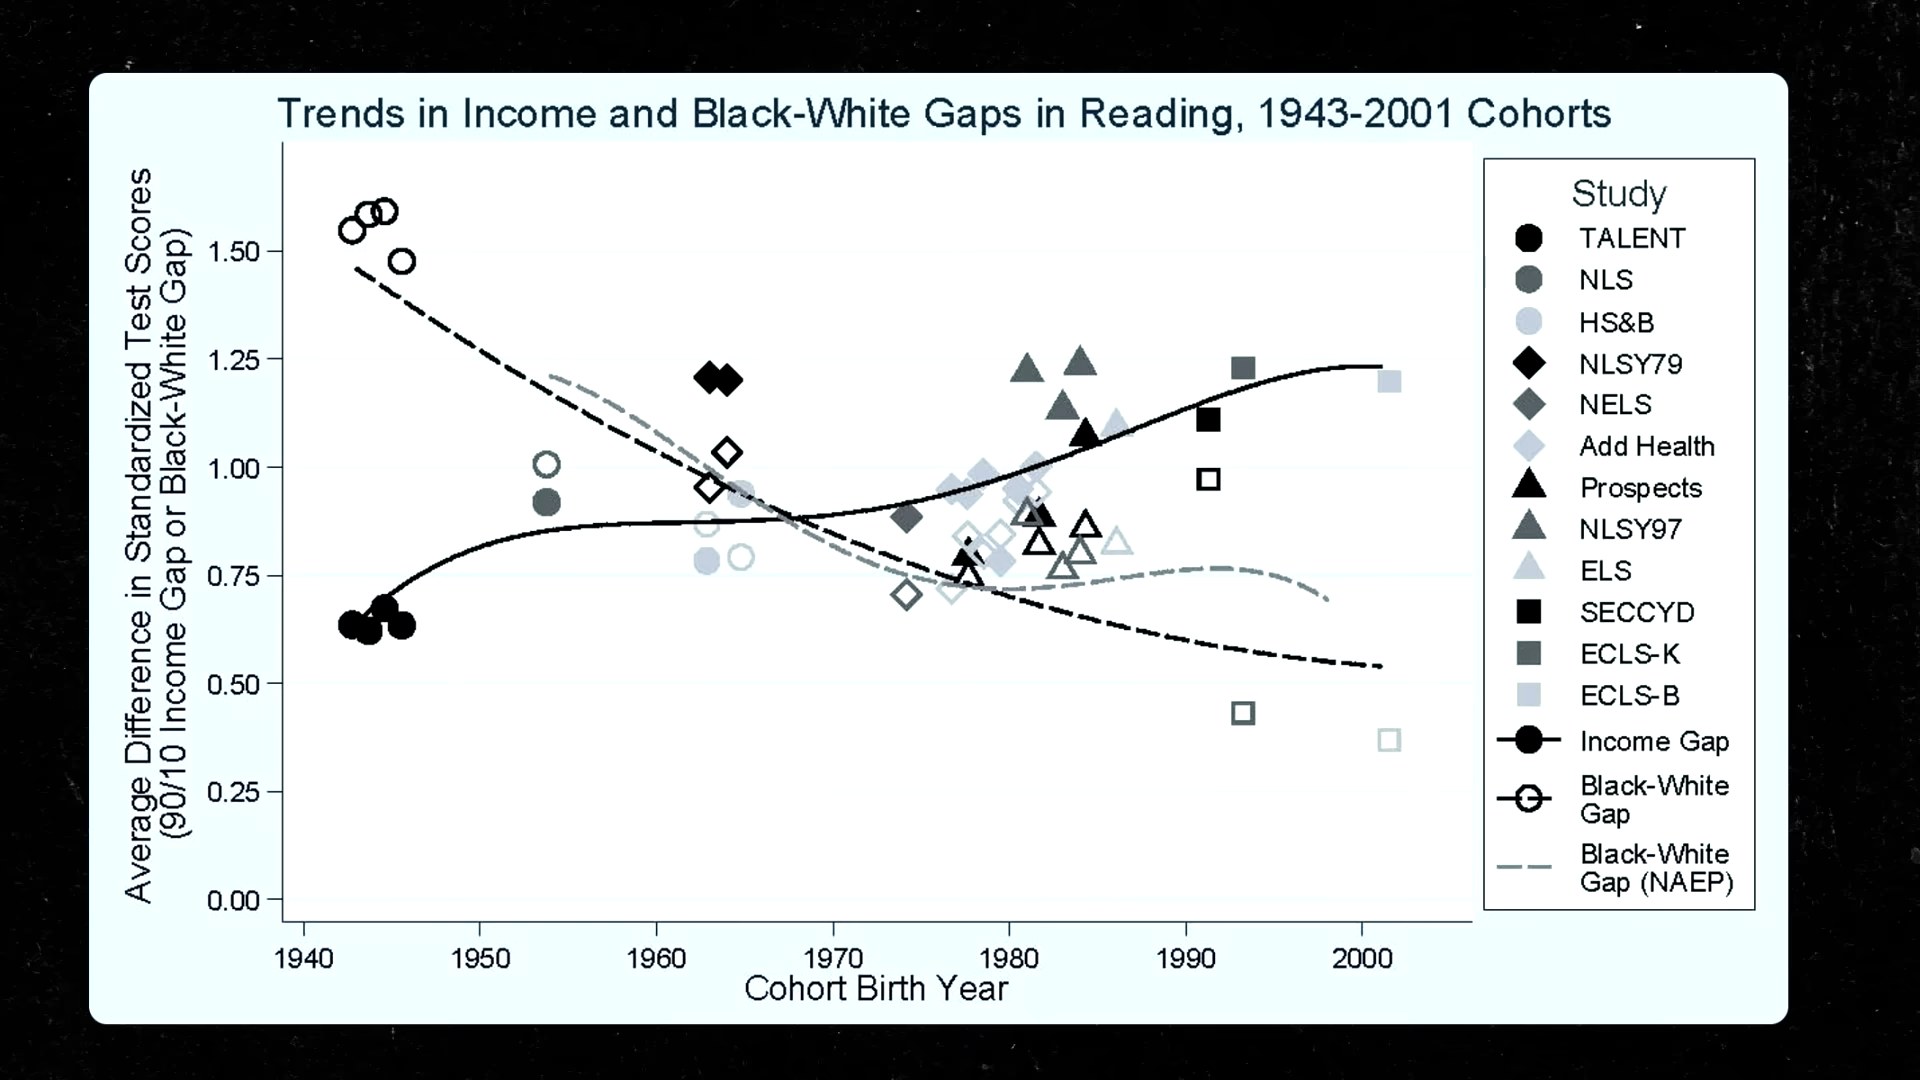 Trends in Income and Black-White Gaps in Reading, 1943-2001 Cohorts
Average Difference in Standardized Test Scores
(90/10 Income Gap or Black-White Gap)
1.50
1.25
1.00
0.75
0.50
0.25
0.00
1940
1950
1960
1970
1980
1990
2000
Cohort Birth Year
Study
TALENT
NLS
HS&B
NLSY79
NELS
Add Health
Prospects
NLSY97
ELS
SECCYD
ECLS-K
ECLS-B
Income Gap
Black-White
Gap
Black-White
Gap (NAEP)